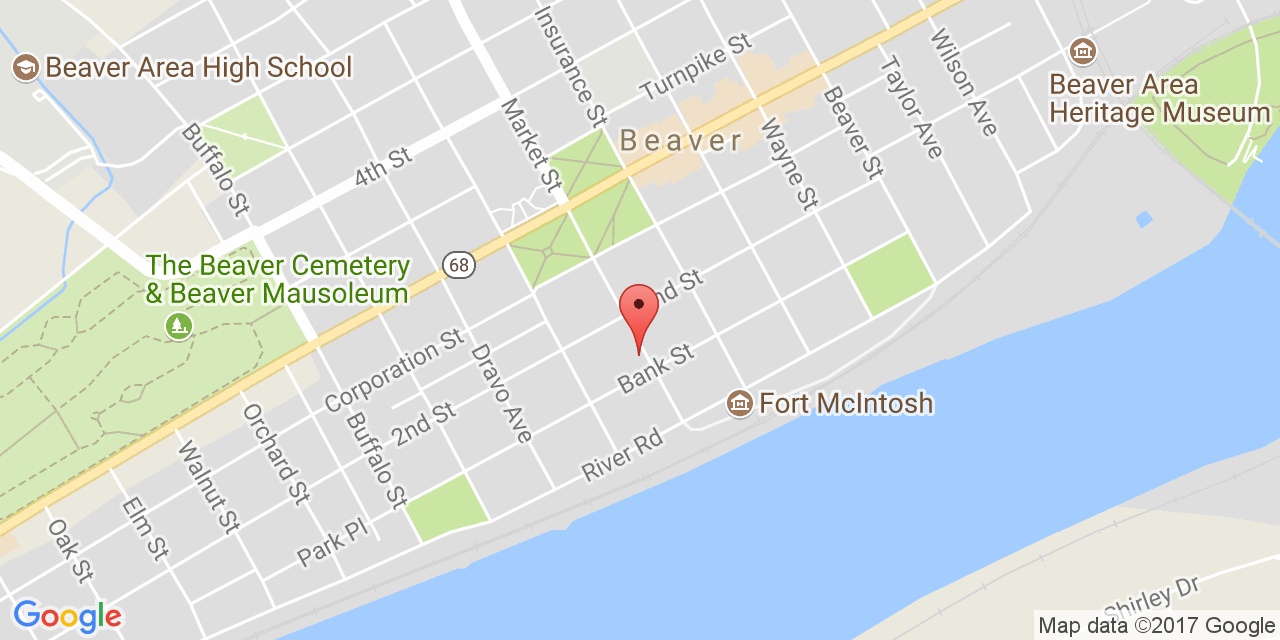 Insurance St
Turnpike St
Wilson Ave
Beaver Area High School
Taylor Ave
Beaver Area
Heritage Museum
Market St
Buffalo St
Beaver
Wayne St
Beaver St
4th St
The Beaver Cemetery
& Beaver Mausoleum
68
nd St
Corporation St
Dravo Ave
Bank St
Fort McIntosh
2nd St
Orchard St
Buffalo St
Walnut St
River Rd
Elm St
Oak St
Park Pl
Shirley Dr
Google
Map data ©2017 Google